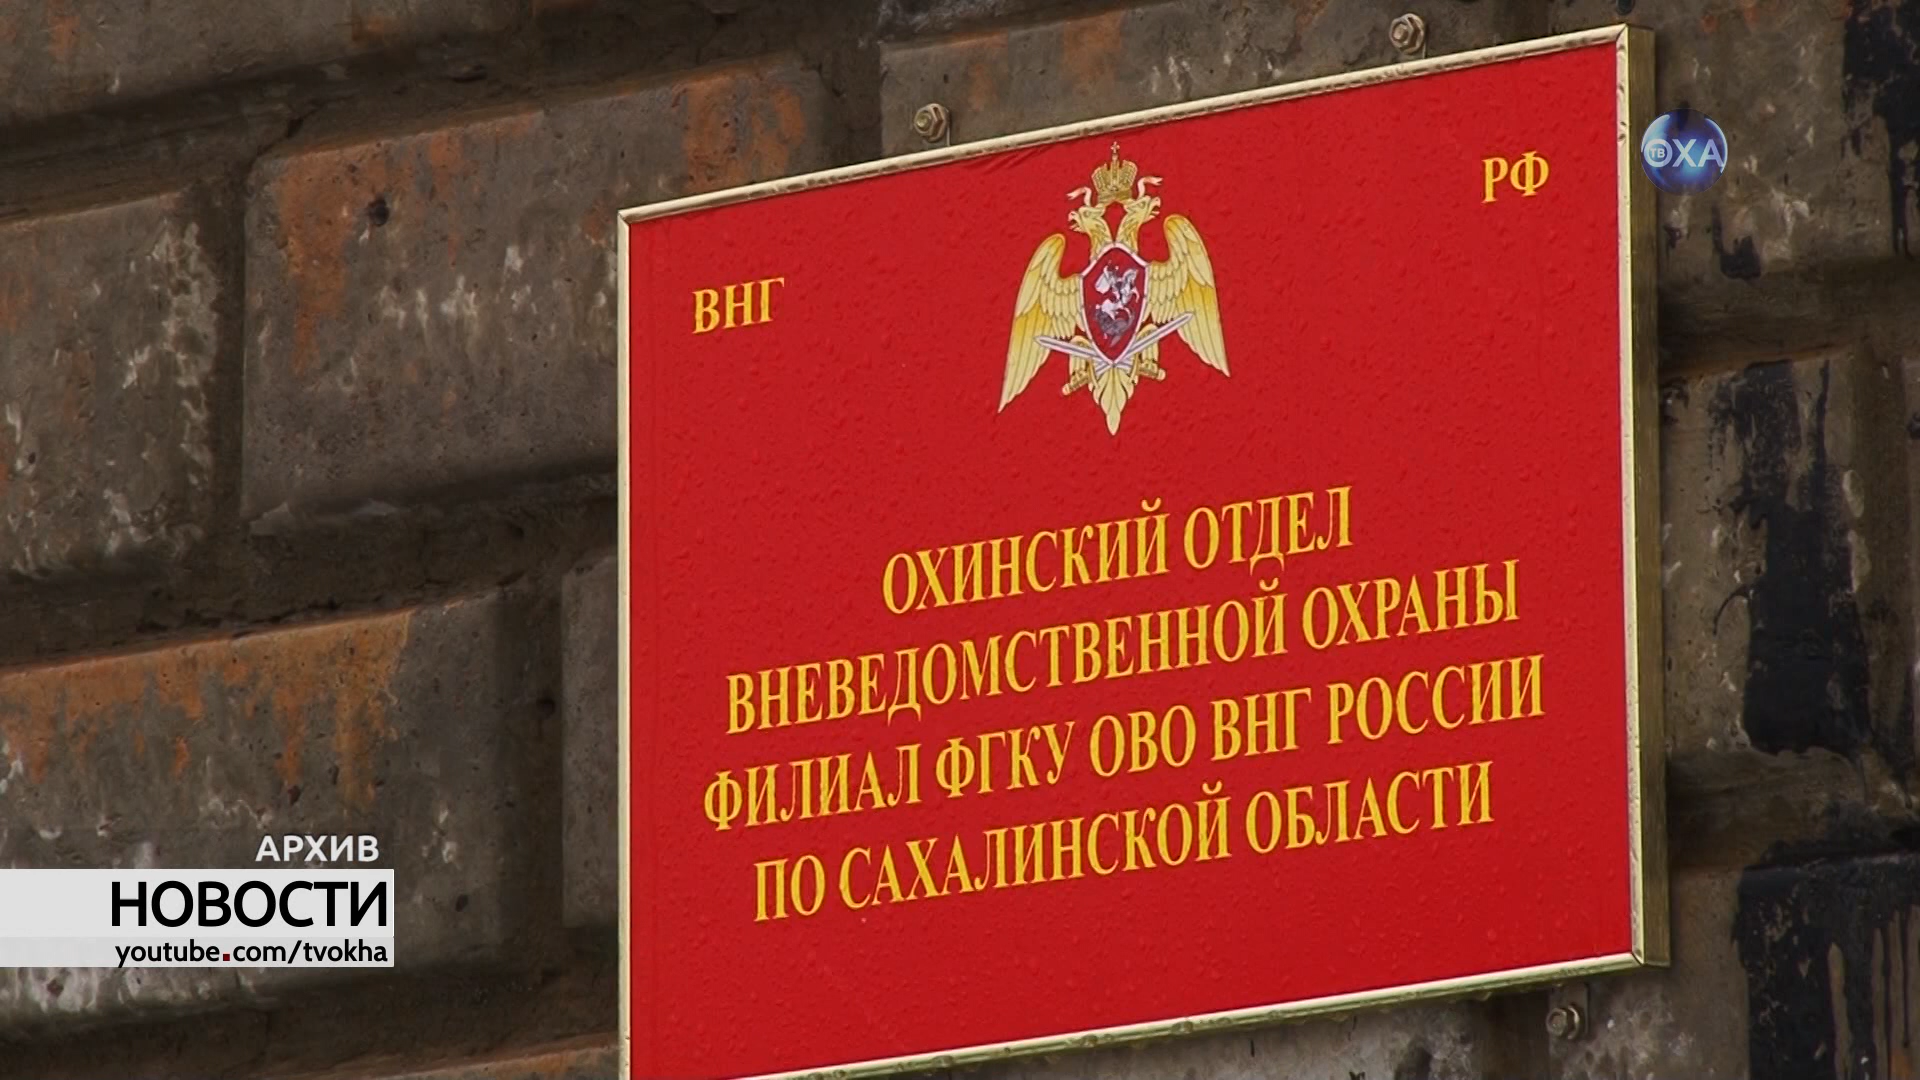 ВНГ
РФ
ТВ ОХА
ОХИНСКИЙ ОТДЕЛ
ВНЕВЕДОМСТВЕННОЙ ОХРАНЫ
ФИЛИАЛ ФГКУ ОВО ВНГ РОССИИ
ПО САХАЛИНСКОЙ ОБЛАСТИ
АРХИВ
НОВОСТИ
youtube.com/tvokha